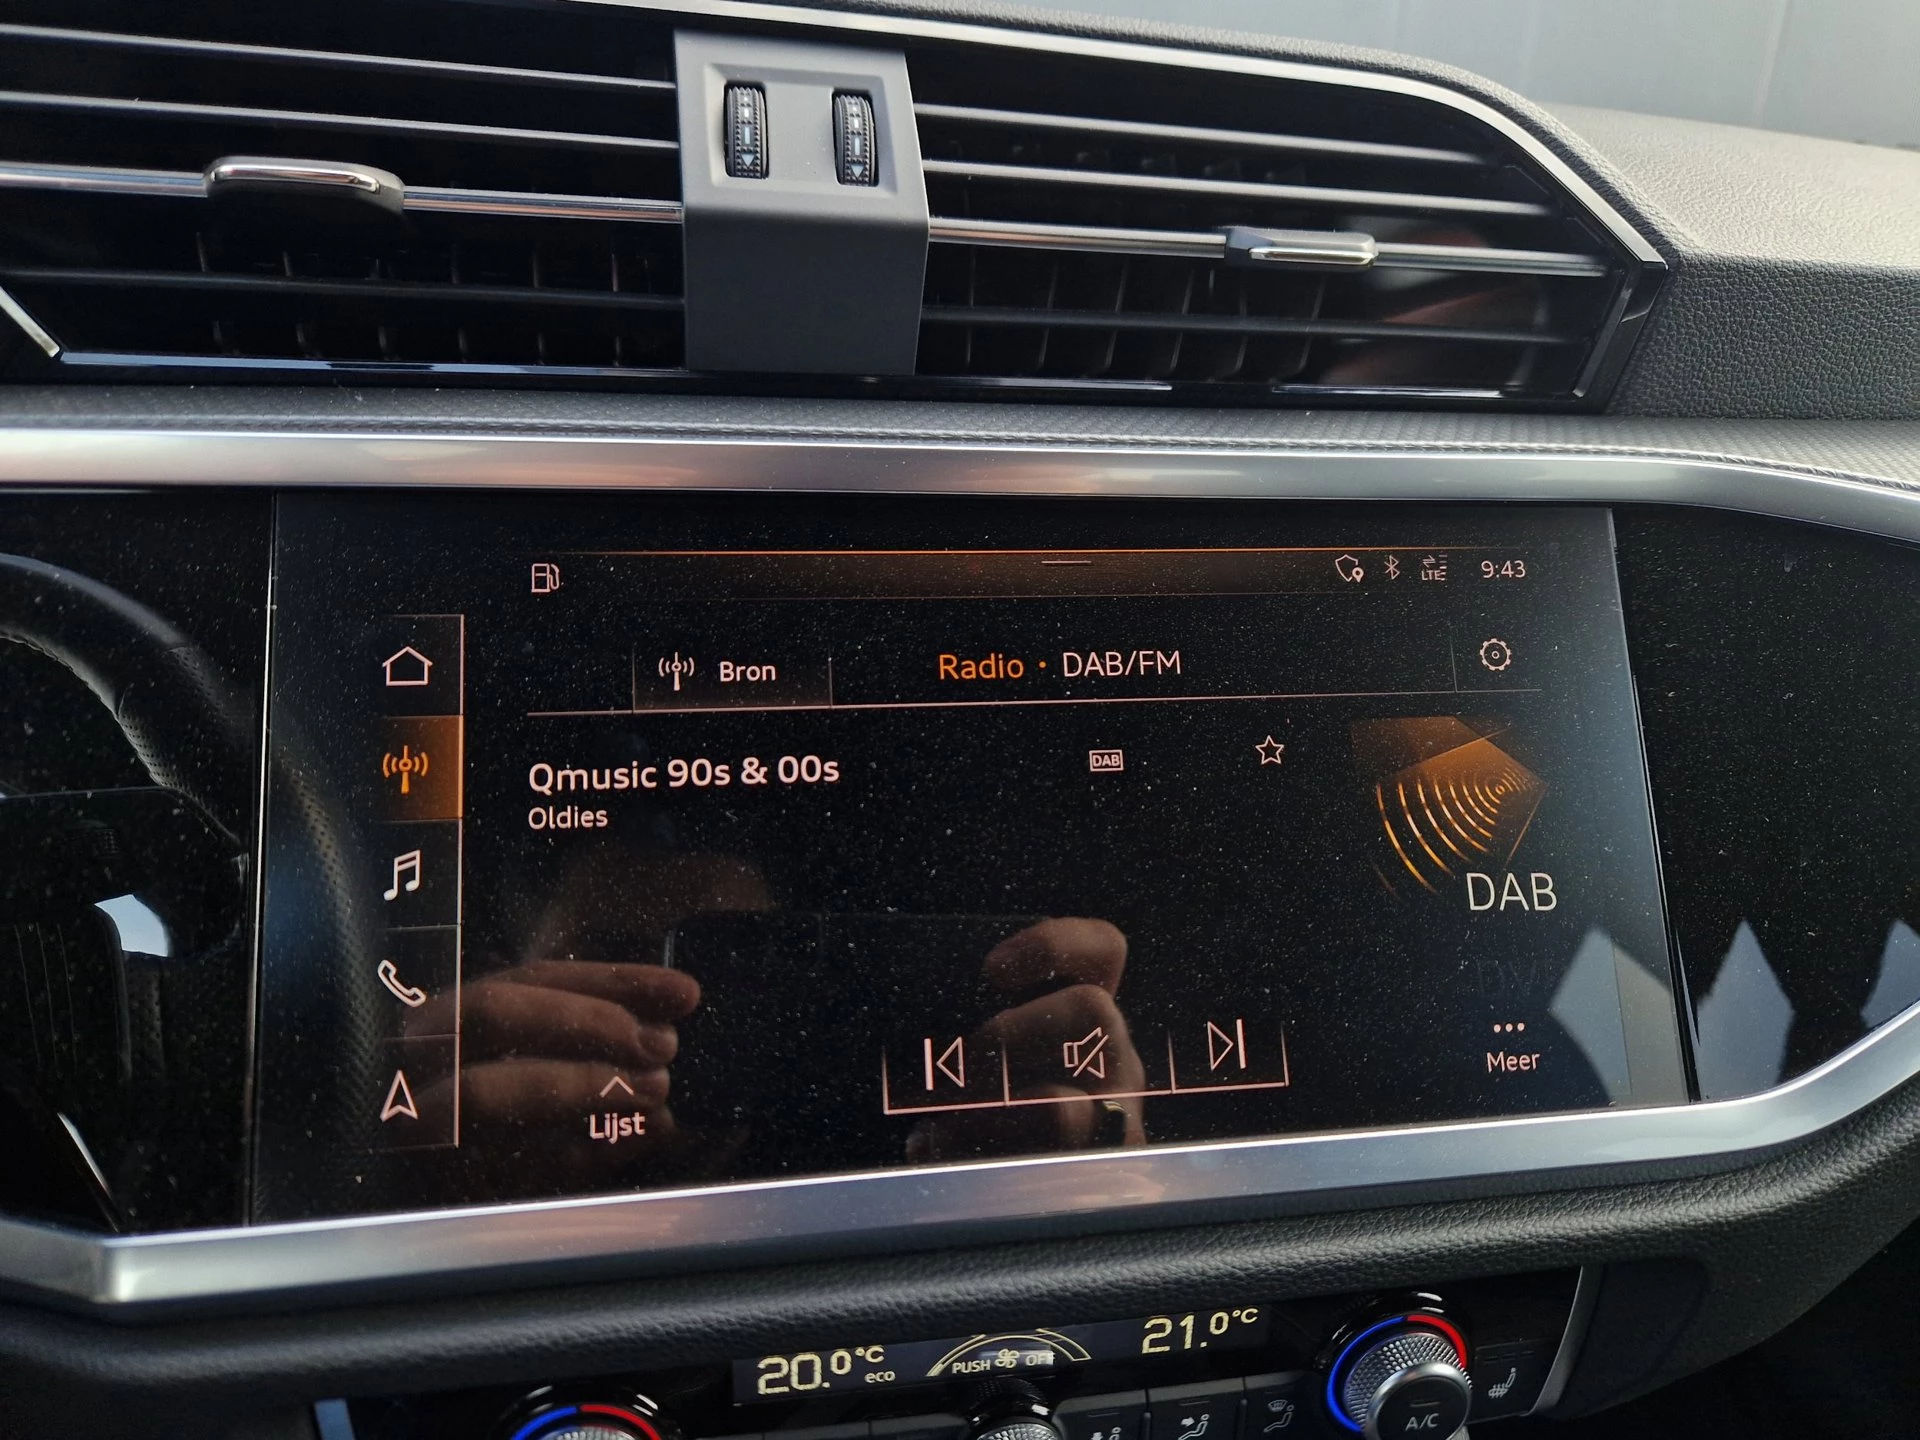 LTE 9:43
Bron
Radio • DAB/FM
Qmusic 90s & 00s
DAB
Oldies
DAB
Meer
Lijst
20.0°C eco
PUSH OFF
21.0°C
A/C